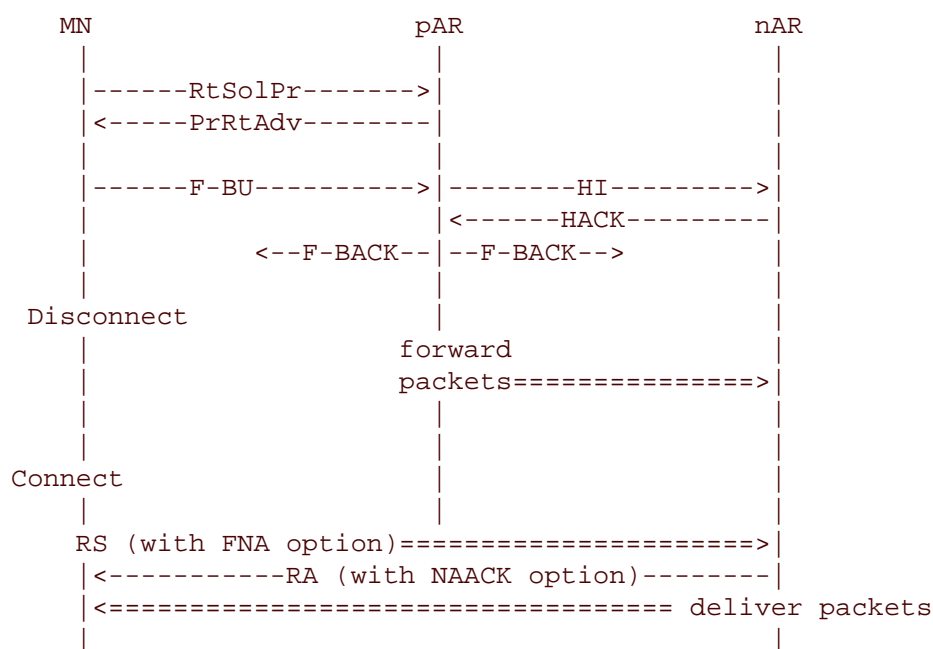 MN pAR nAR
|------RtSolPr------->|
|<-----PrRtAdv--------|
|------F-BU---------->|--------HI--------->|
|<------HACK---------|
<--F-BACK--|--F-BACK-->
Disconnect
forward
packets===============>|
Connect
RS (with FNA option)======================>|
|<-----------RA (with NAACK option)--------|
|<=================================== deliver packets